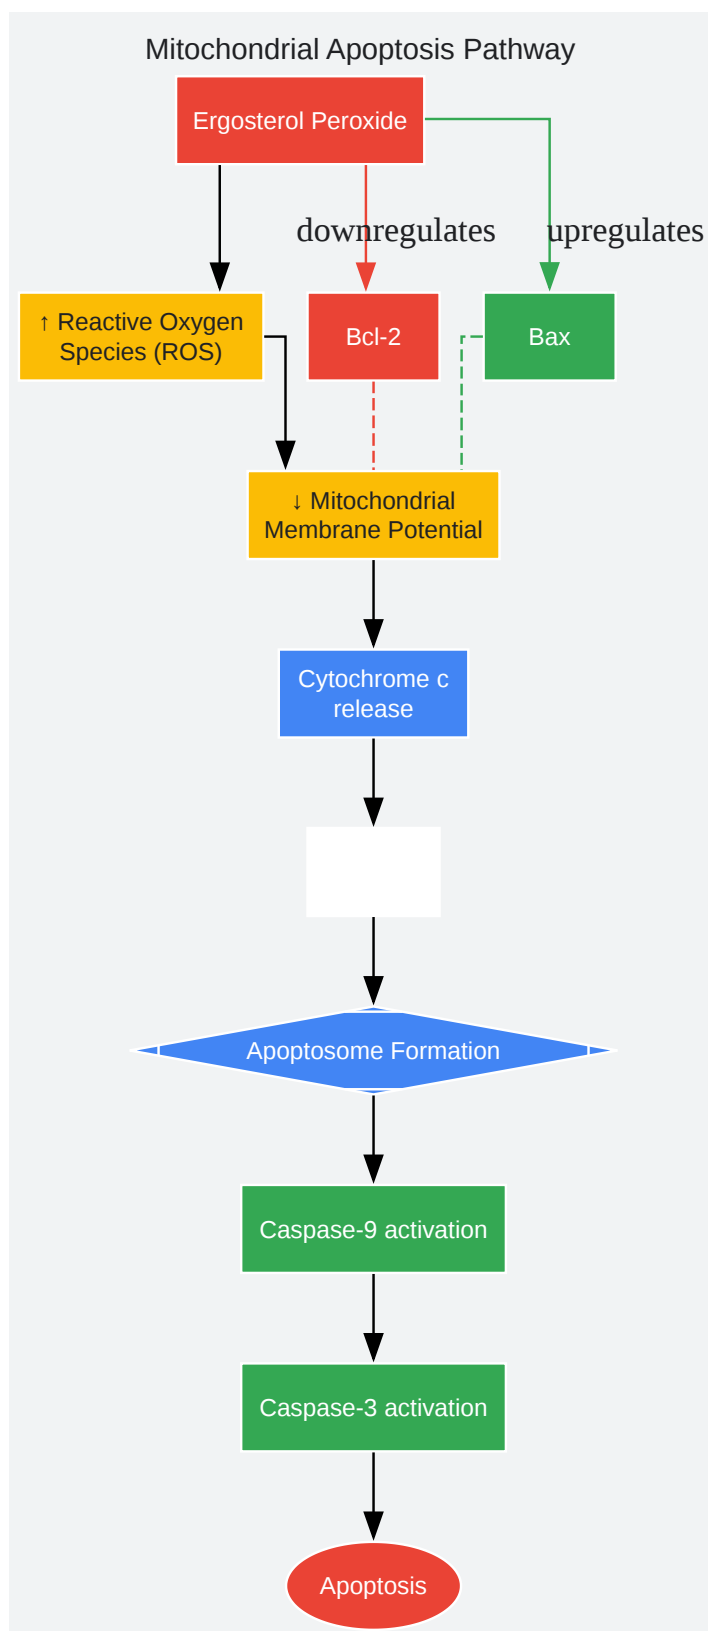 Mitochondrial Apoptosis Pathway
Ergosterol Peroxide
downregulates
upregulates
↑ Reactive Oxygen
Species (ROS)
Bcl-2
Bax
↓ Mitochondrial
Membrane Potential
Cytochrome c
release
Apoptosome Formation
Caspase-9 activation
Caspase-3 activation
Apoptosis